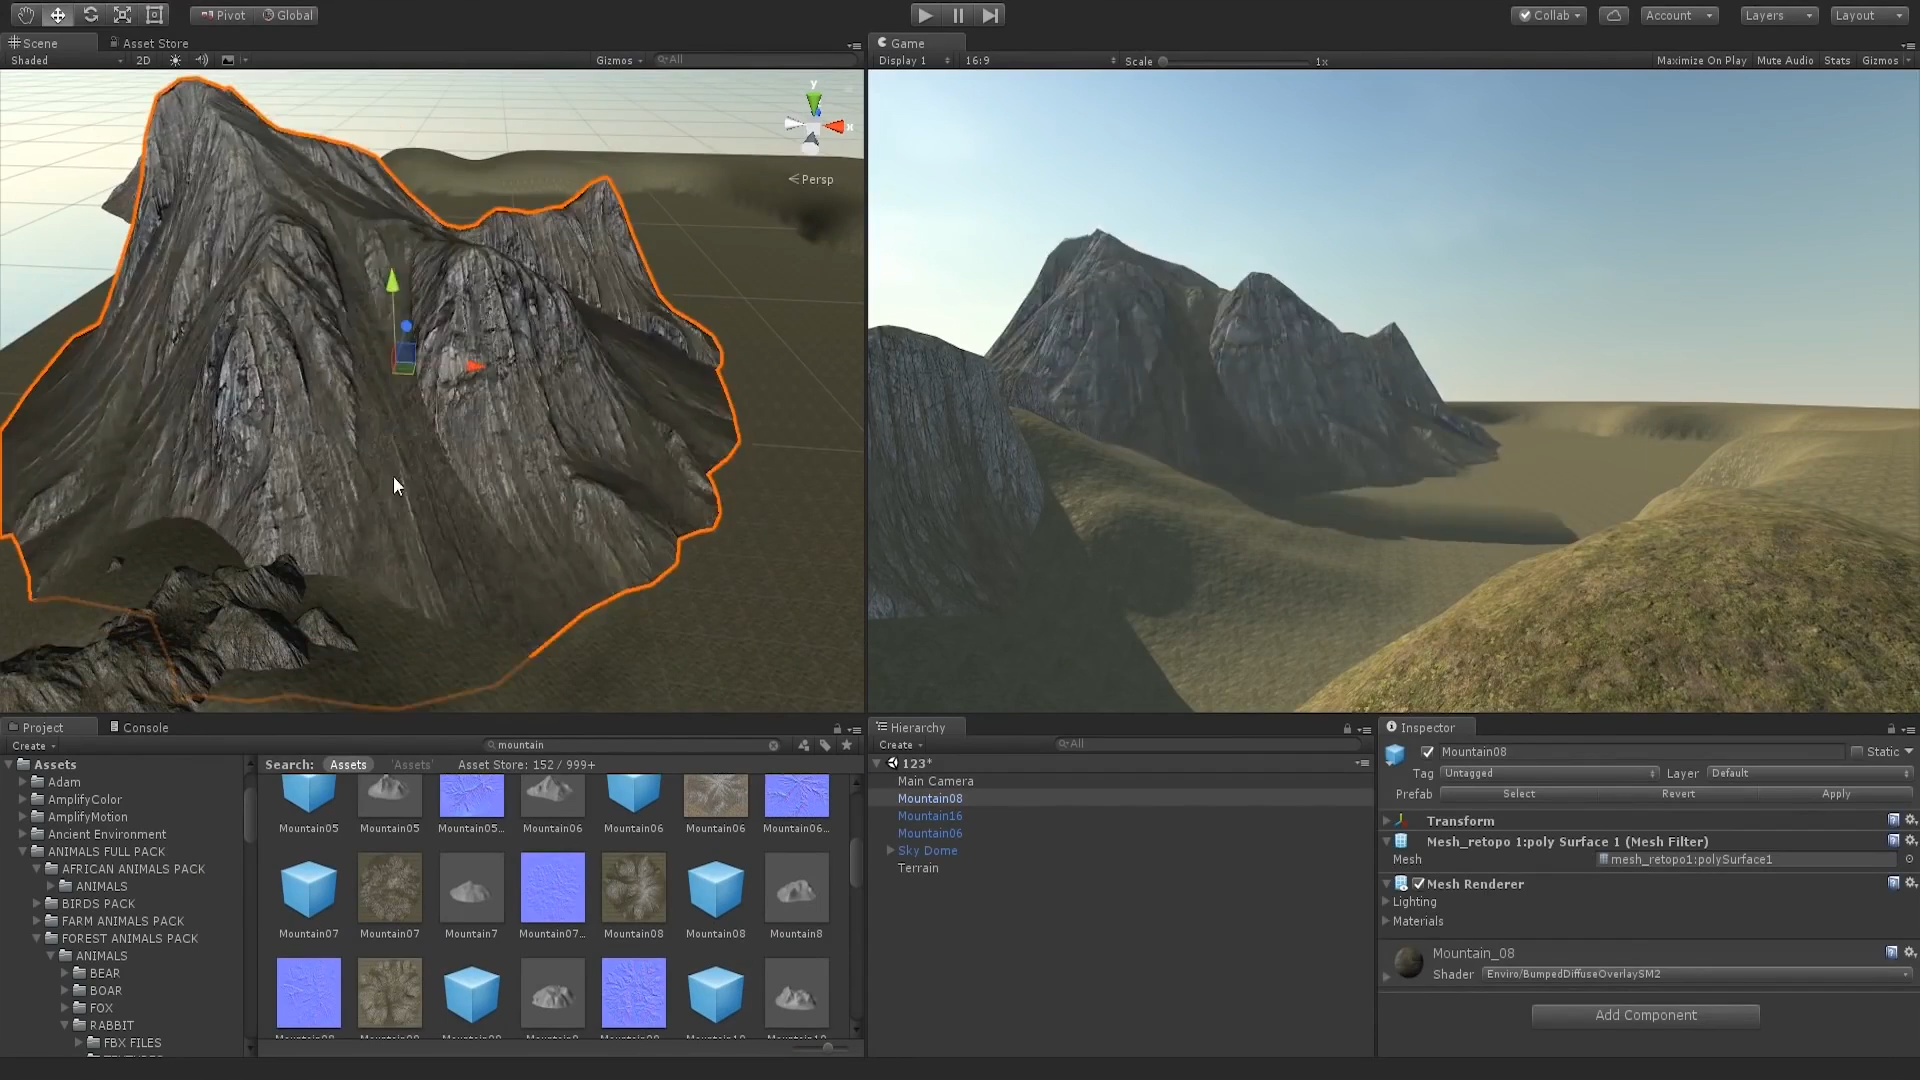 Pivot Global Collab Account Layers Layout
Scene Asset Store
Shaded 2D Gizmos All
y
x
Persp
Game
Display 1 16:9 Scale 1x Maximize On Play Mute Audio Stats Gizmos
Project Console
Create mountain
Assets
Adam
AmplifyColor
AmplifyMotion
Ancient Environment
ANIMALS FULL PACK
AFRICAN ANIMALS PACK
ANIMALS
BIRDS PACK
FARM ANIMALS PACK
FOREST ANIMALS PACK
ANIMALS
BEAR
BOAR
FOX
RABBIT
FBX FILES
Search: Assets 'Assets' Asset Store: 152 / 999+
Mountain05 Mountain05 Mountain05... Mountain06 Mountain06 Mountain06 Mountain06...
Mountain07 Mountain07 Mountain7 Mountain07... Mountain08 Mountain08 Mountain8
Hierarchy
Create All
123*
Main Camera
Mountain08
Mountain16
Mountain06
Sky Dome
Terrain
Inspector
Mountain08 Static
Tag Untagged Layer Default
Prefab Select Revert Apply
Transform
Mesh_retopo 1:poly Surface 1 (Mesh Filter)
Mesh mesh_retopo1:polySurface1
Mesh Renderer
Lighting
Materials
Mountain_08
Shader Enviro/BumpedDiffuseOverlaySM2
Add Component